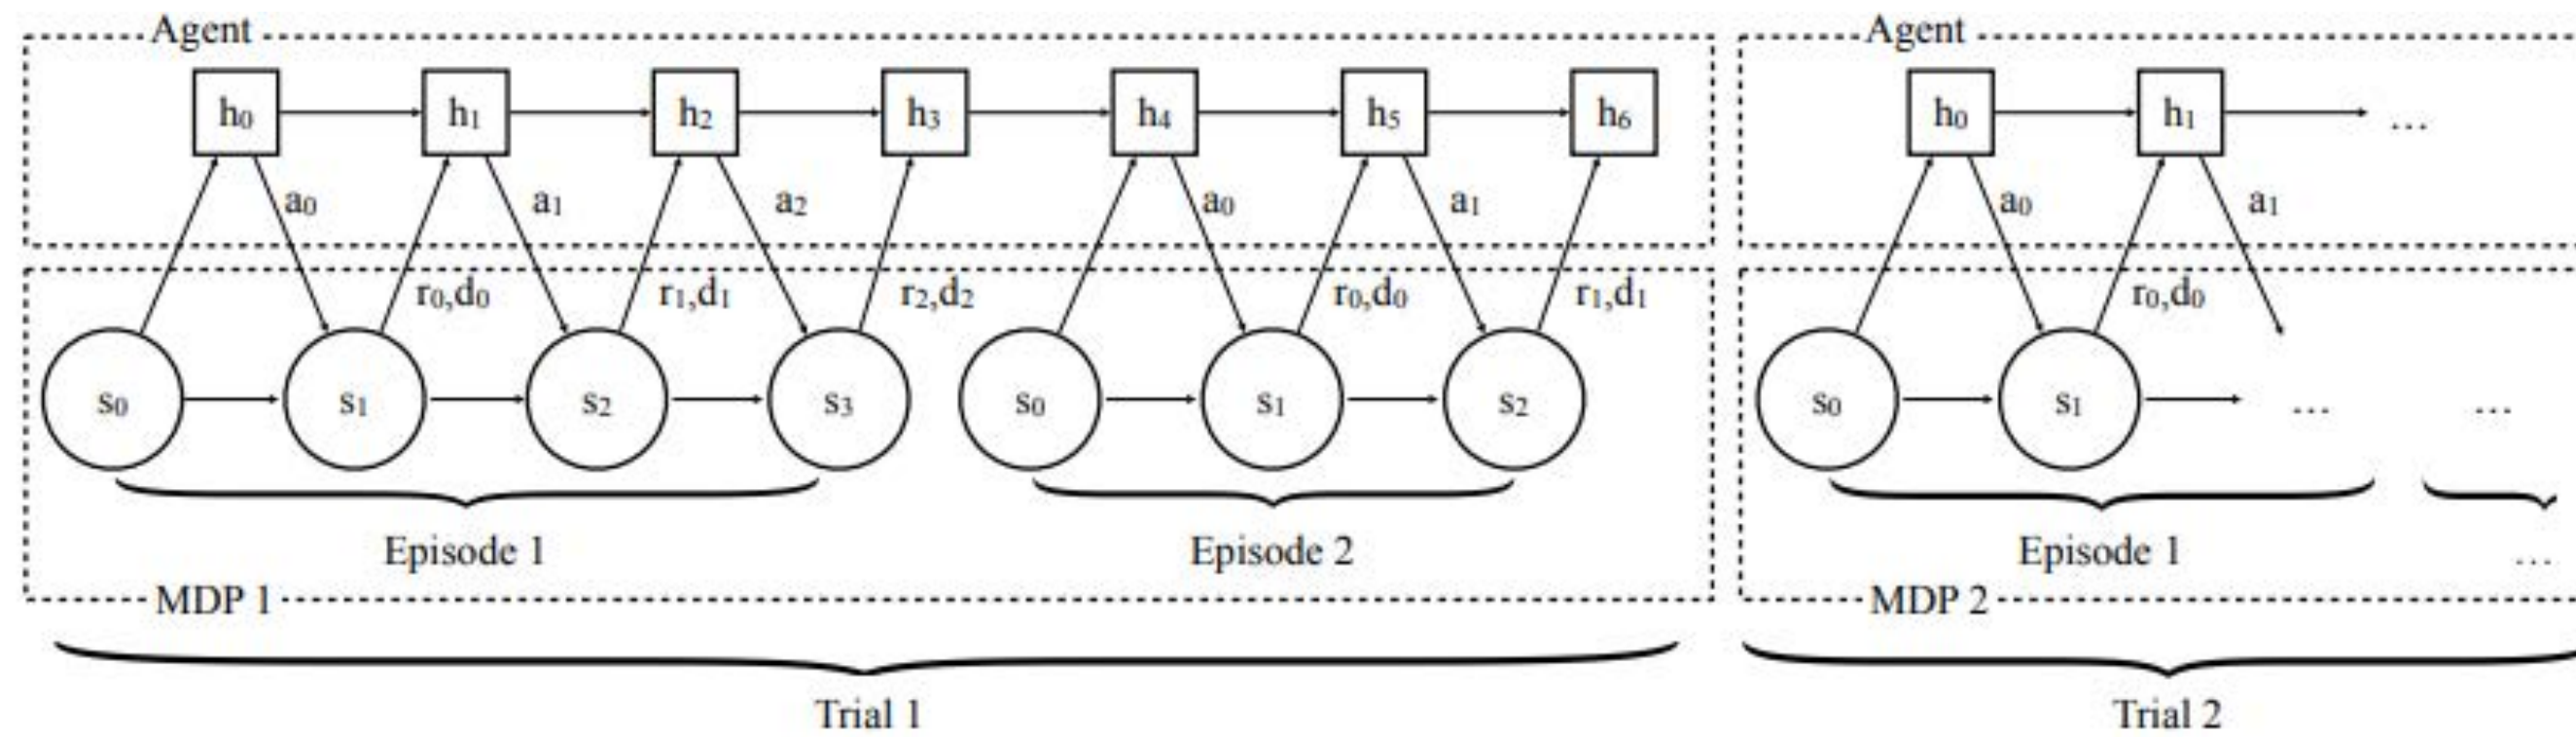 Agent Agent
h0 h1 h2 h3 h4 h5 h6 h0 h1 ...
a0 a1 a2 a0 a1 a0 a1
r0,d0 r1,d1 r2,d2 r0,d0 r1,d1 r0,d0
s0 s1 s2 s3 s0 s1 s2 s0 s1 ... ...
Episode 1 Episode 2 Episode 1 ...
MDP 1 MDP 2
Trial 1 Trial 2